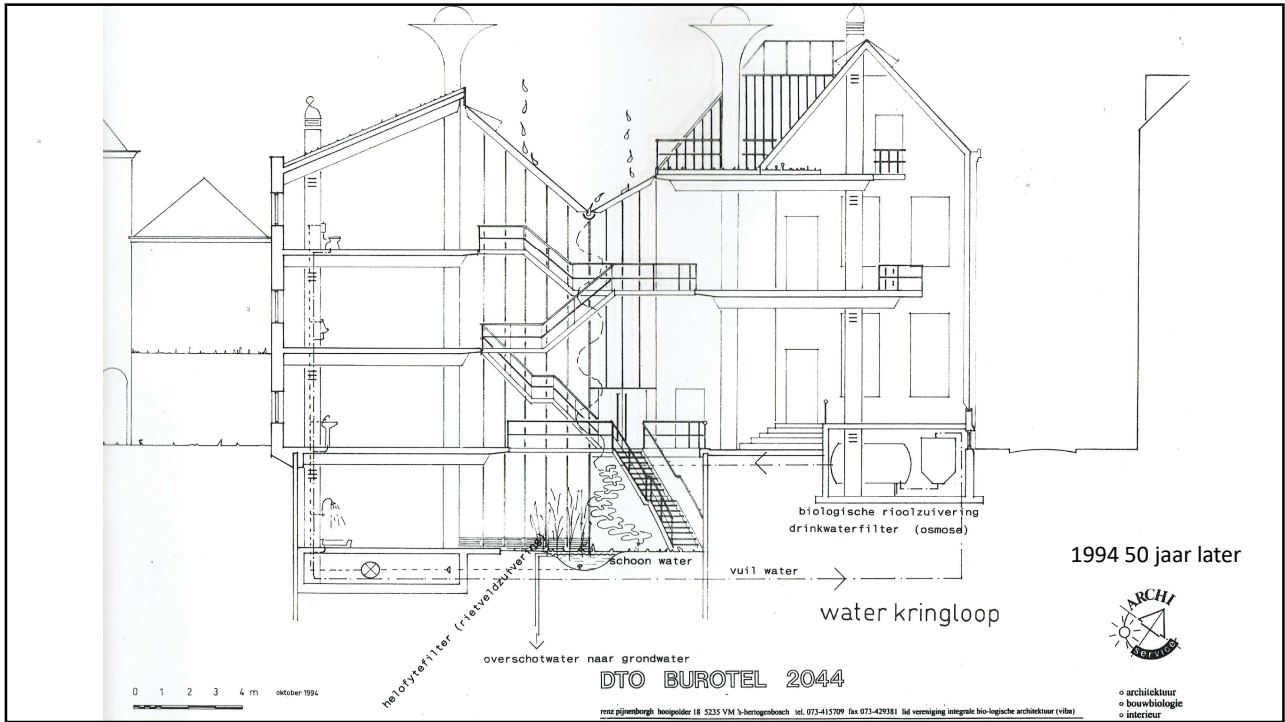 biologische rioolzuivering
drinkwaterfilter (osmose)
1994 50 jaar later
schoon water
vuil water
helofytefilter (rietveldzuivering)
water kringloop
ARCHI
service
overschotwater naar grondwater
DTO BUROTEL 2044
0 1 2 3 4 m oktober 1994
renz pijnenborgh hooipolder 18 5235 VM 's-hertogenbosch tel. 073-415709 fax 073-429381 lid vereniging integrale bio-logische architektuur (viba)
o architektuur
o bouwbiologie
o interieur